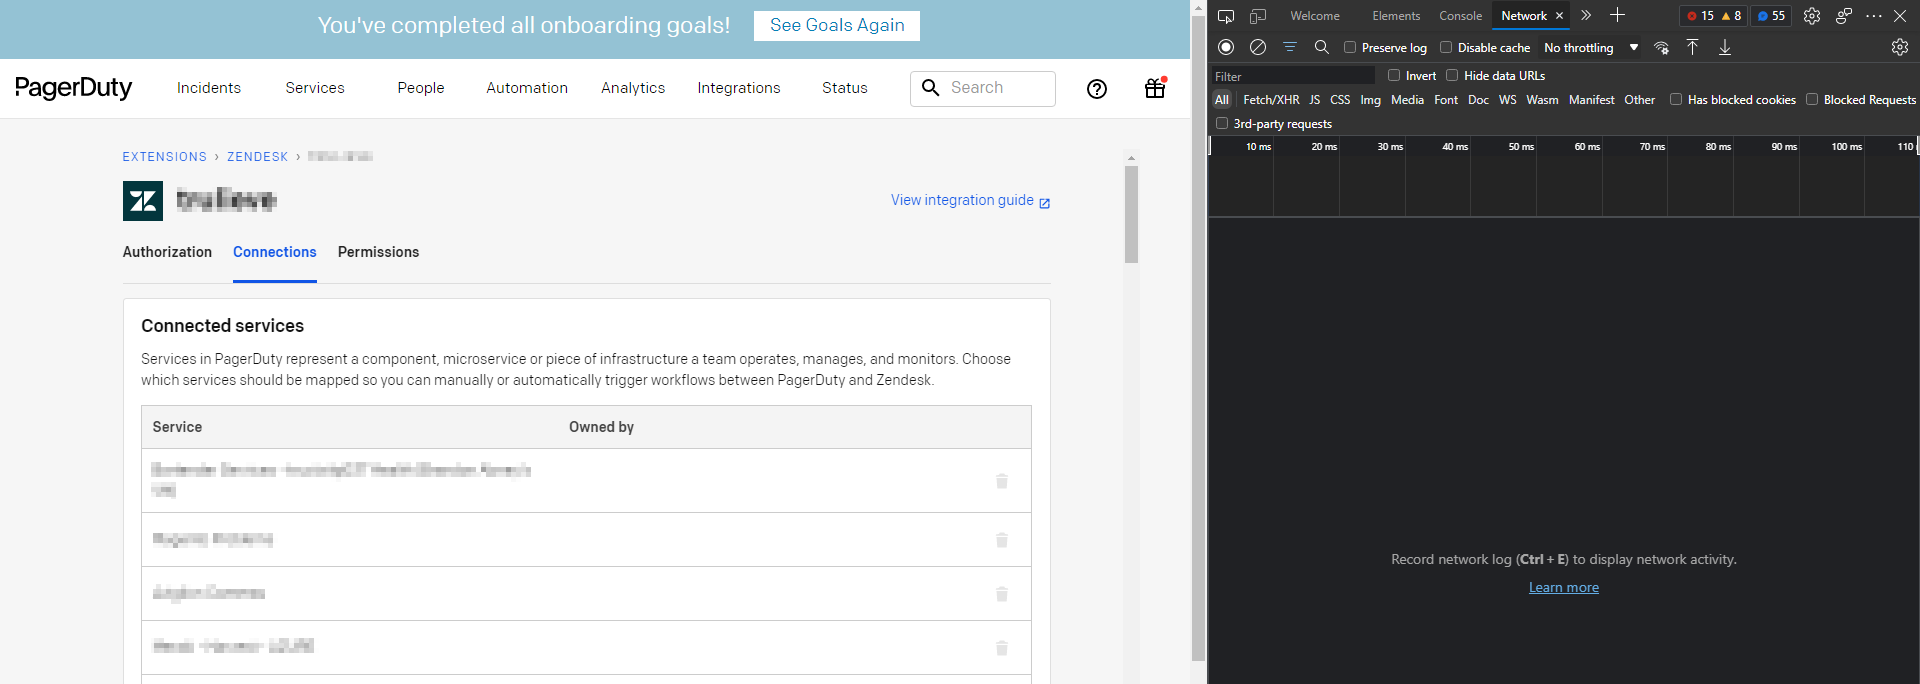 You've completed all onboarding goals! See Goals Again
PagerDuty Incidents Services People Automation Analytics Integrations Status Search
EXTENSIONS › ZENDESK ›
View integration guide
Authorization Connections Permissions
Connected services
Services in PagerDuty represent a component, microservice or piece of infrastructure a team operates, manages, and monitors. Choose
which services should be mapped so you can manually or automatically trigger workflows between PagerDuty and Zendesk.
Service Owned by
Welcome Elements Console Network 15 8 55
Preserve log Disable cache No throttling
Filter Invert Hide data URLs
All Fetch/XHR JS CSS Img Media Font Doc WS Wasm Manifest Other Has blocked cookies Blocked Requests
3rd-party requests
10 ms 20 ms 30 ms 40 ms 50 ms 60 ms 70 ms 80 ms 90 ms 100 ms 110
Record network log (Ctrl + E) to display network activity.
Learn more